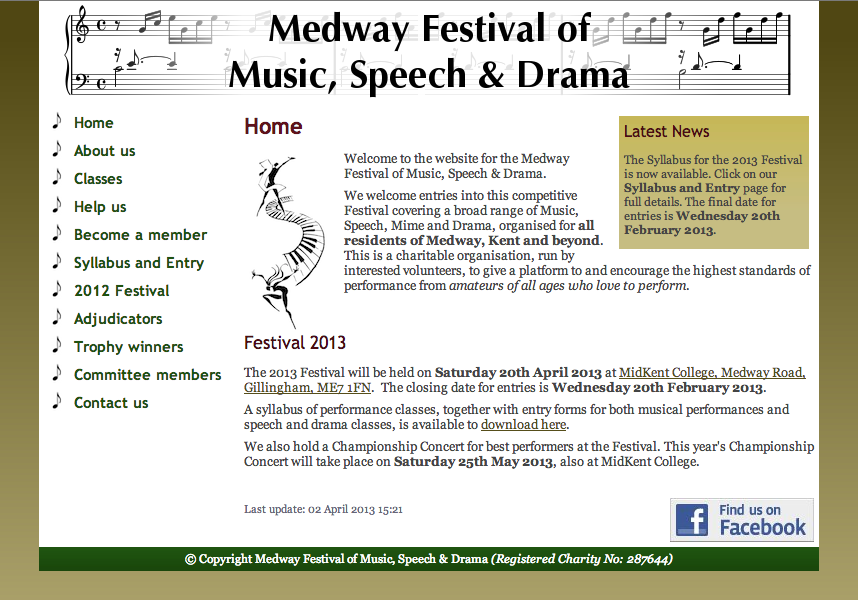 Medway Festival of
Music, Speech & Drama
Home
About us
Classes
Help us
Become a member
Syllabus and Entry
2012 Festival
Adjudicators
Trophy winners
Committee members
Contact us
Home
Welcome to the website for the Medway
Festival of Music, Speech & Drama.
We welcome entries into this competitive
Festival covering a broad range of Music,
Speech, Mime and Drama, organised for all
residents of Medway, Kent and beyond.
This is a charitable organisation, run by
interested volunteers, to give a platform to and encourage the highest standards of
performance from amateurs of all ages who love to perform.
Latest News
The Syllabus for the 2013 Festival
is now available. Click on our
Syllabus and Entry page for
full details. The final date for
entries is Wednesday 20th
February 2013.
Festival 2013
The 2013 Festival will be held on Saturday 20th April 2013 at MidKent College, Medway Road,
Gillingham, ME7 1FN. The closing date for entries is Wednesday 20th February 2013.
A syllabus of performance classes, together with entry forms for both musical performances and
speech and drama classes, is available to download here.
We also hold a Championship Concert for best performers at the Festival. This year's Championship
Concert will take place on Saturday 25th May 2013, also at MidKent College.
Last update: 02 April 2013 15:21
f
Find us on
Facebook
© Copyright Medway Festival of Music, Speech & Drama (Registered Charity No: 287644)